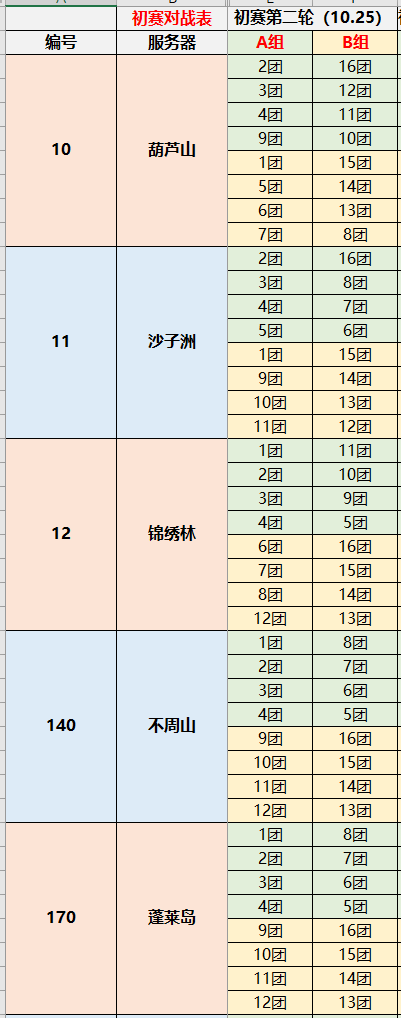 初赛对战表 初赛第二轮（10.25）
编号 服务器 A组 B组
2团 16团
3团 12团
4团 11团
9团 10团
10 葫芦山
1团 15团
5团 14团
6团 13团
7团 8团
2团 16团
3团 8团
4团 7团
5团 6团
11 沙子洲
1团 15团
9团 14团
10团 13团
11团 12团
1团 11团
2团 10团
3团 9团
4团 5团
12 锦绣林
6团 16团
7团 15团
8团 14团
12团 13团
1团 8团
2团 7团
3团 6团
4团 5团
140 不周山
9团 16团
10团 15团
11团 14团
12团 13团
1团 8团
2团 7团
3团 6团
4团 5团
170 蓬莱岛
9团 16团
10团 15团
11团 14团
12团 13团